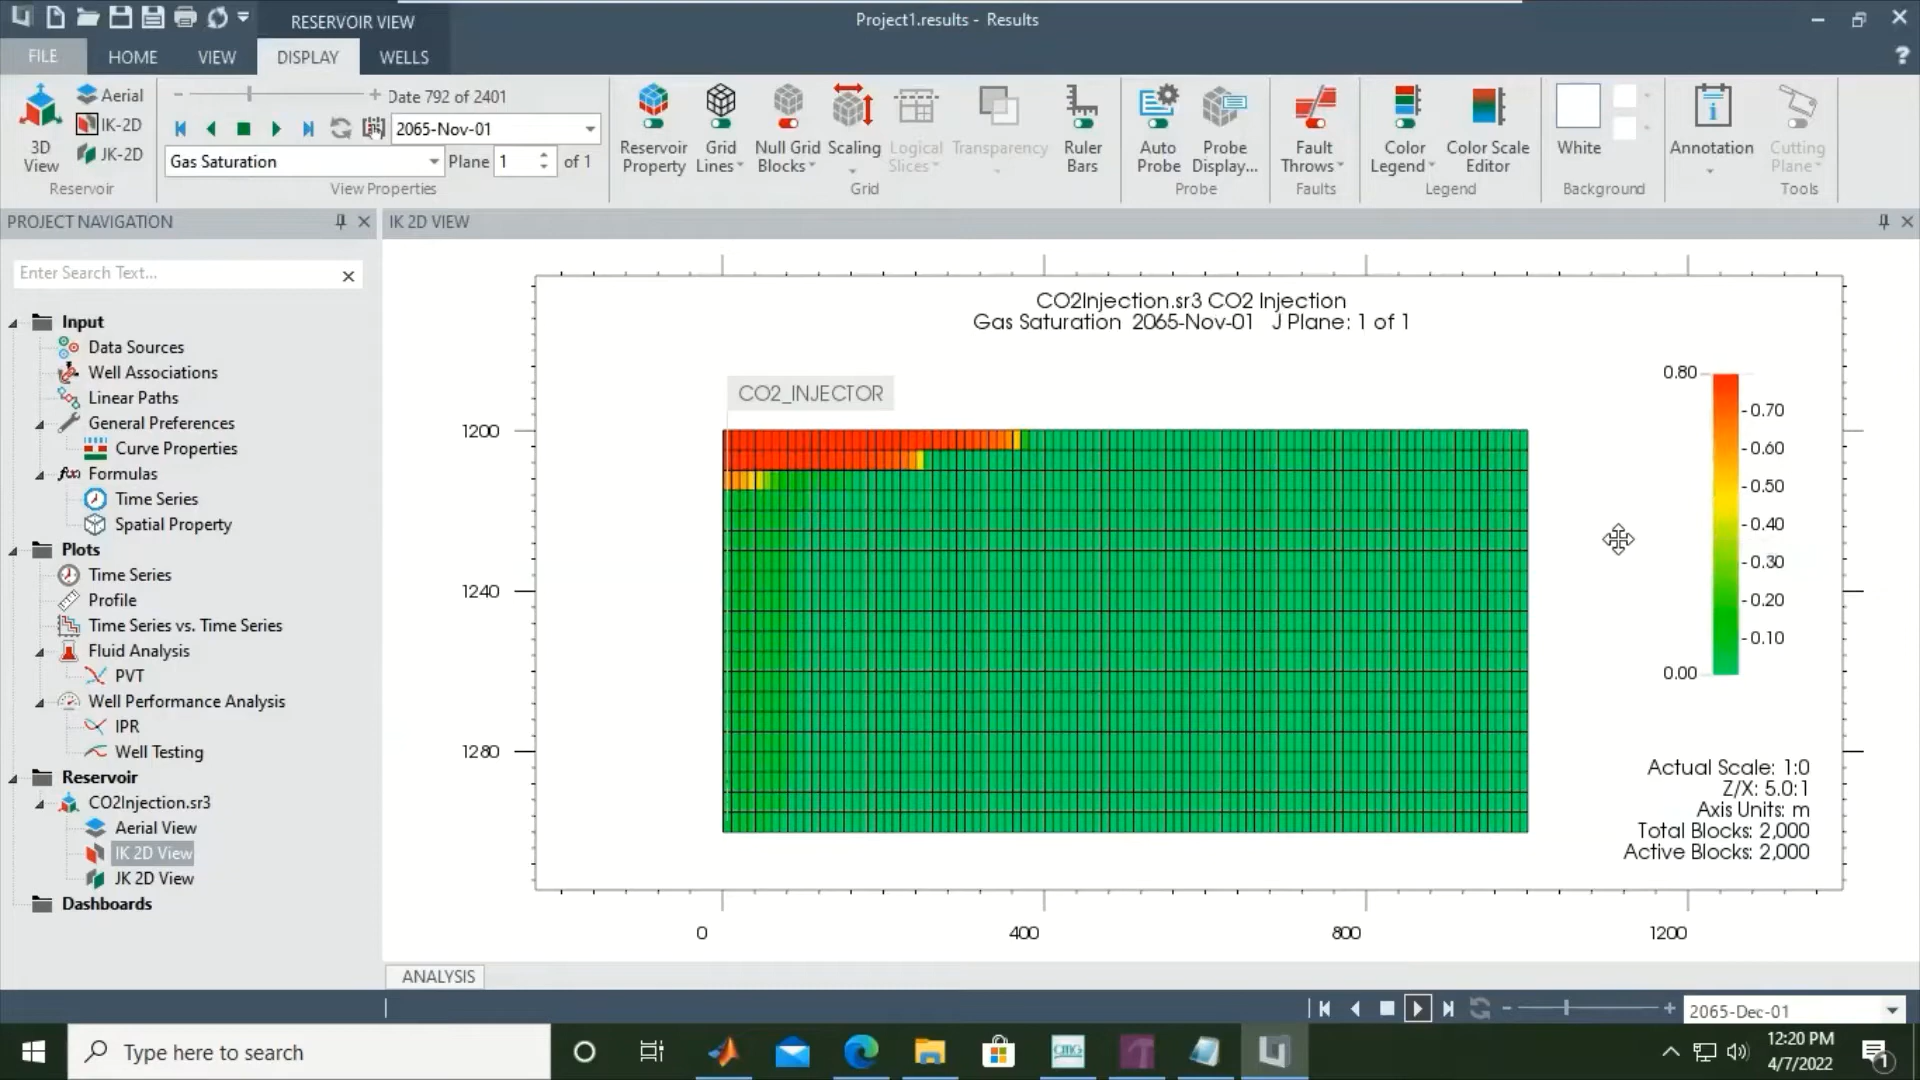 RESERVOIR VIEW
Project1.results - Results
FILE
HOME
VIEW
DISPLAY
WELLS
?
3D View
Aerial
IK-2D
JK-2D
Reservoir
- + Date 792 of 2401
2065-Nov-01
Gas Saturation
Plane 1 of 1
View Properties
Reservoir Property
Grid Lines
Null Grid Blocks
Scaling
Logical Slices
Transparency
Ruler Bars
Grid
Auto Probe
Probe Display...
Probe
Fault Throws
Faults
Color Legend
Color Scale Editor
Legend
White
Background
Annotation
Cutting Plane
Tools
PROJECT NAVIGATION
Enter Search Text...
Input
Data Sources
Well Associations
Linear Paths
General Preferences
Curve Properties
Formulas
Time Series
Spatial Property
Plots
Time Series
Profile
Time Series vs. Time Series
Fluid Analysis
PVT
Well Performance Analysis
IPR
Well Testing
Reservoir
CO2Injection.sr3
Aerial View
IK 2D View
JK 2D View
Dashboards
IK 2D VIEW
CO2Injection.sr3 CO2 Injection
Gas Saturation 2065-Nov-01 J Plane: 1 of 1
CO2_INJECTOR
1200
1240
1280
0
400
800
1200
0.80
0.70
0.60
0.50
0.40
0.30
0.20
0.10
0.00
Actual Scale: 1:0
Z/X: 5.0:1
Axis Units: m
Total Blocks: 2,000
Active Blocks: 2,000
ANALYSIS
2065-Dec-01
Type here to search
CMG
12:20 PM
4/7/2022
1